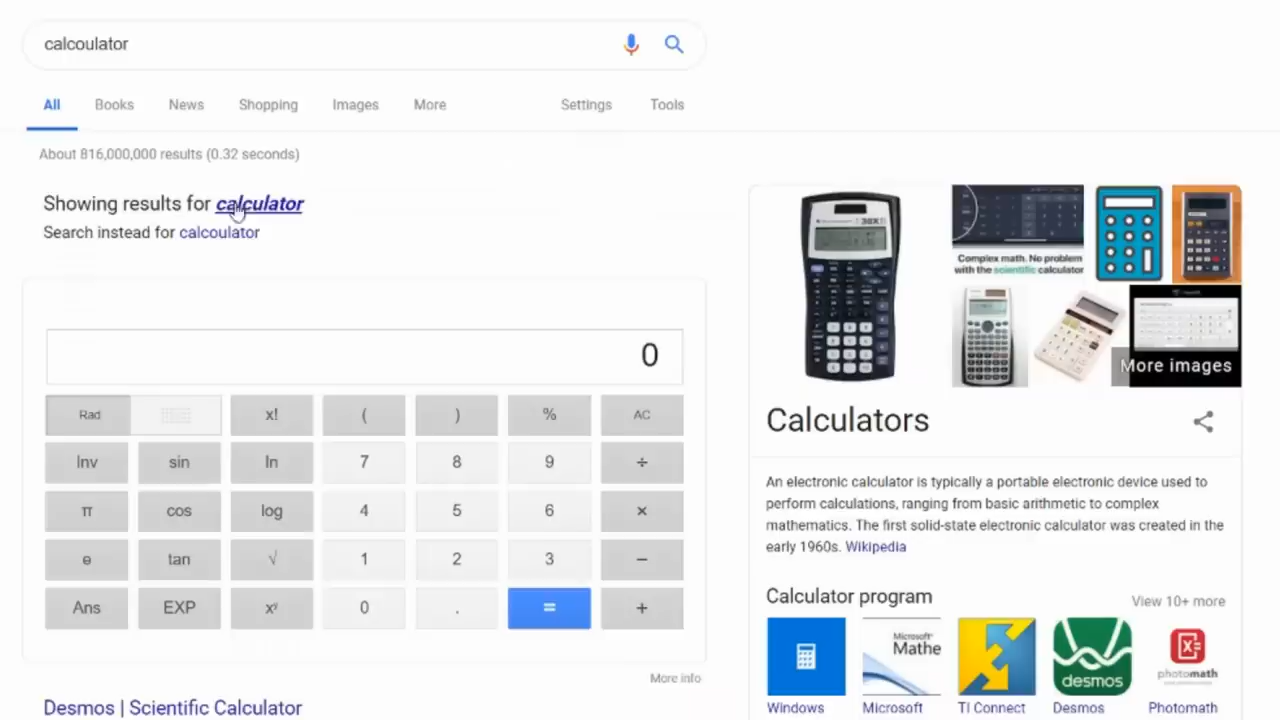 calcoulator
All Books News Shopping Images More Settings Tools
About 816,000,000 results (0.32 seconds)
Showing results for calculator
Search instead for calcoulator
0
Rad x! ( ) % AC
Inv sin ln 7 8 9 ÷
π cos log 4 5 6 ×
e tan √ 1 2 3 −
Ans EXP xʸ 0 . = +
More info
Desmos | Scientific Calculator
30X
Complex math. No problem
with the scientific calculator
More images
Calculators
An electronic calculator is typically a portable electronic device used to
perform calculations, ranging from basic arithmetic to complex
mathematics. The first solid-state electronic calculator was created in the
early 1960s. Wikipedia
Calculator program
View 10+ more
Microsoft
Mathe
desmos
photomath
Windows Microsoft TI Connect Desmos Photomath